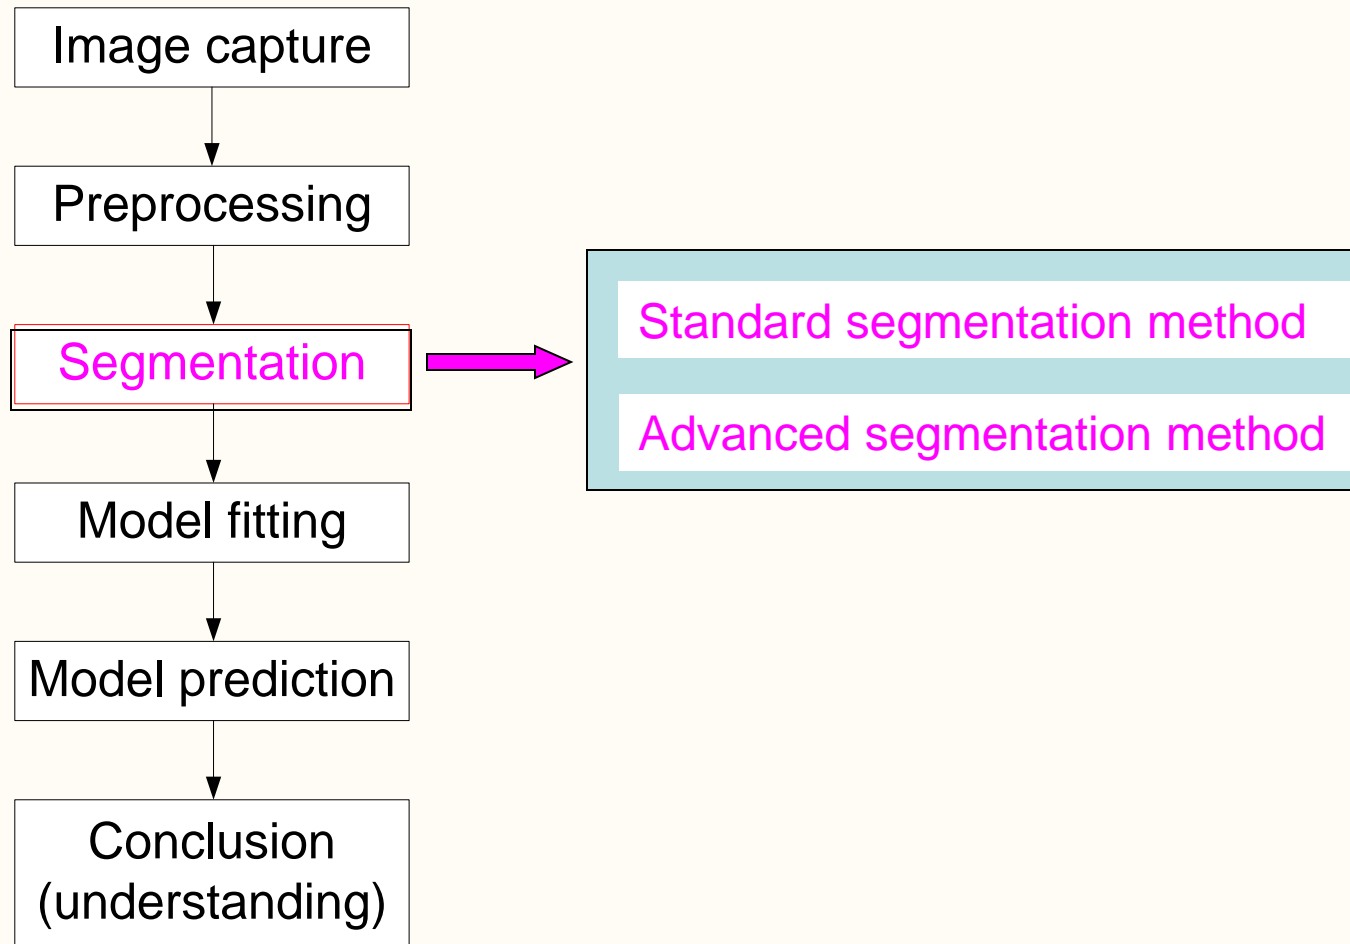 Image capture
Preprocessing
Segmentation
Standard segmentation method
Advanced segmentation method
Model fitting
Model prediction
Conclusion
(understanding)